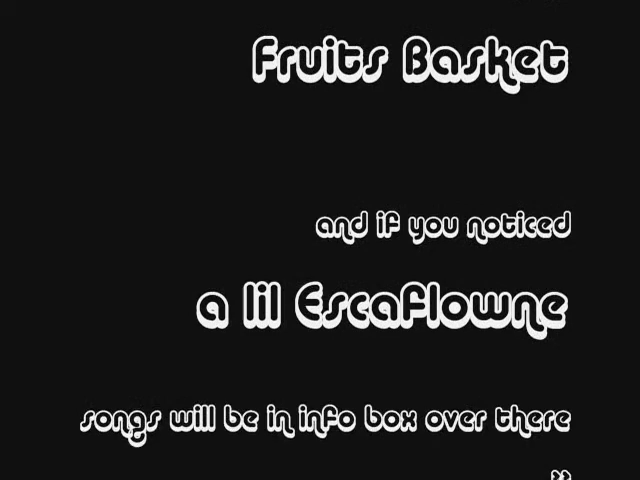 Fruits Basket
and if you noticed
a lil Escaflowne
songs will be in info box over there